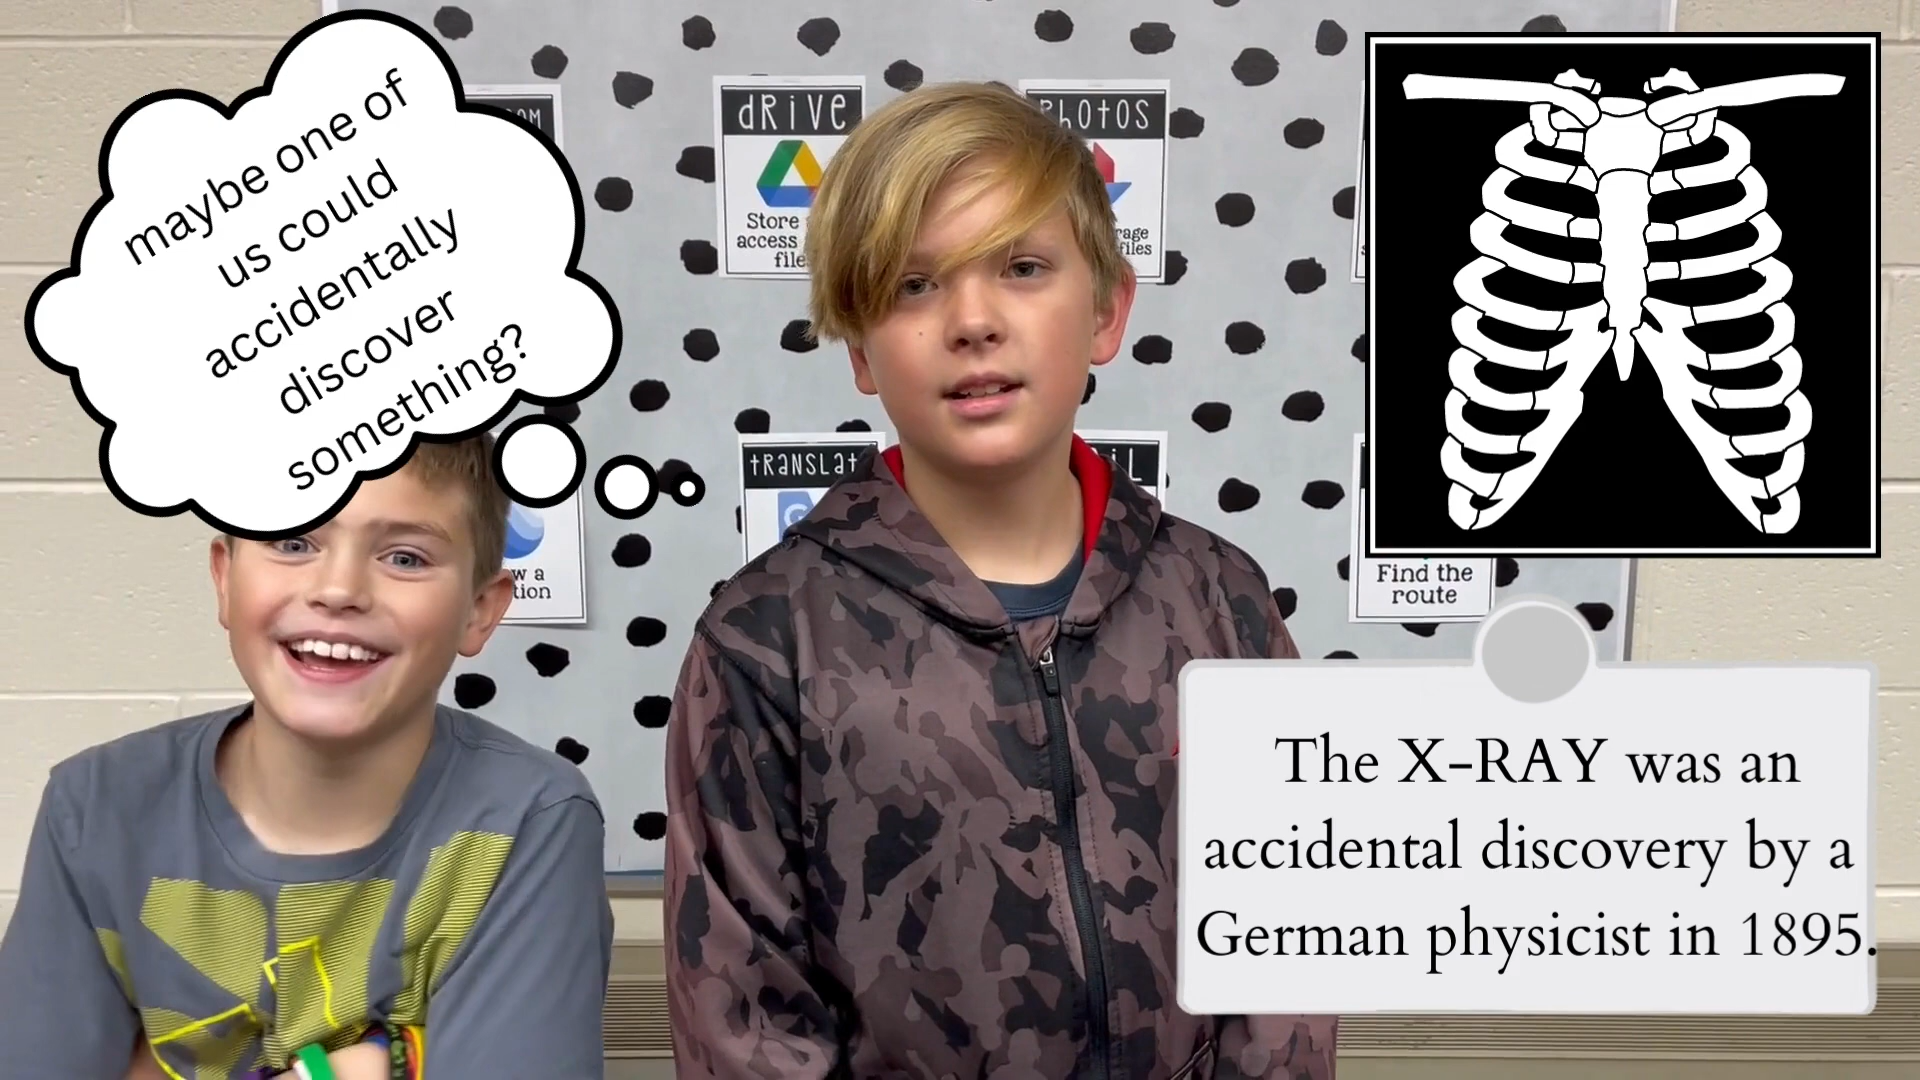 maybe one of
us could
accidentally
discover
something?
dRIVE
Store
access
file
PHOTOS
rage
files
TRANSLAT
w a
tion
Find the
route
The X-RAY was an
accidental discovery by a
German physicist in 1895.